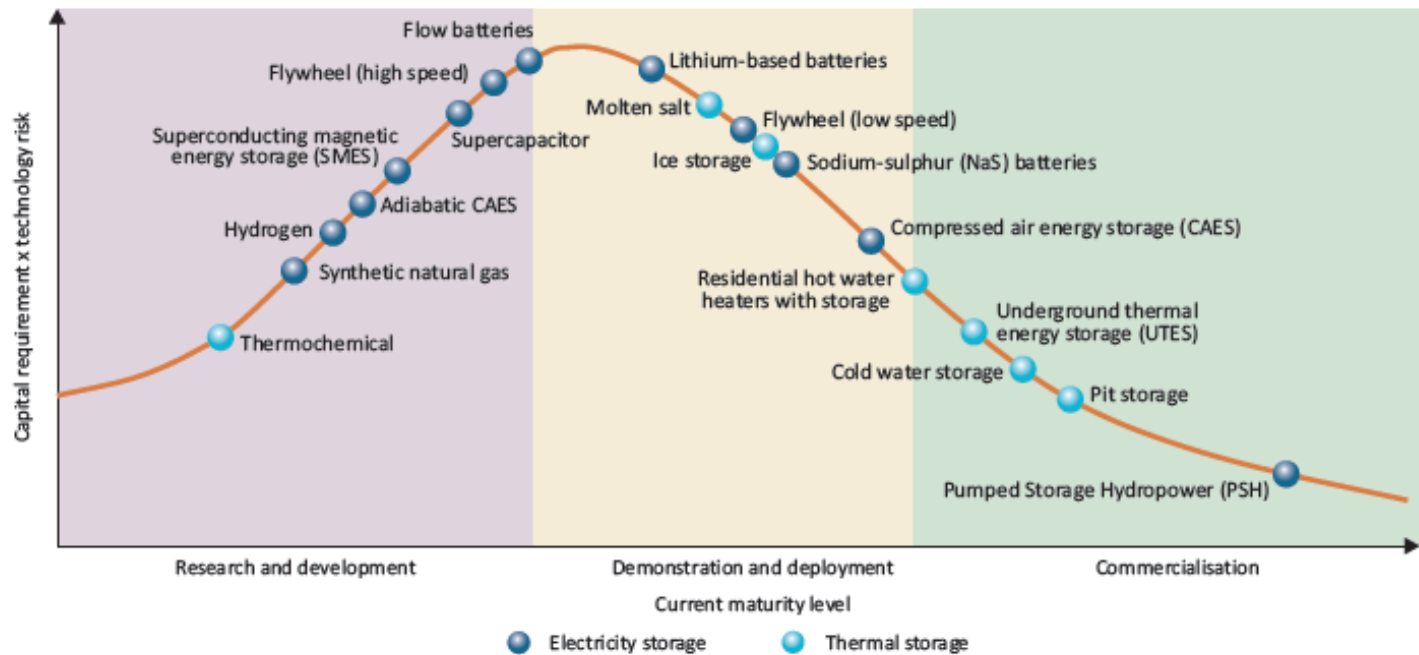 Capital requirement x technology risk
Flow batteries
Flywheel (high speed)
Supercapacitor
Superconducting magnetic
energy storage (SMES)
Adiabatic CAES
Hydrogen
Synthetic natural gas
Thermochemical
Lithium-based batteries
Molten salt
Flywheel (low speed)
Ice storage
Sodium-sulphur (NaS) batteries
Compressed air energy storage (CAES)
Residential hot water
heaters with storage
Underground thermal
energy storage (UTES)
Cold water storage
Pit storage
Pumped Storage Hydropower (PSH)
Research and development
Demonstration and deployment
Commercialisation
Current maturity level
Electricity storage
Thermal storage